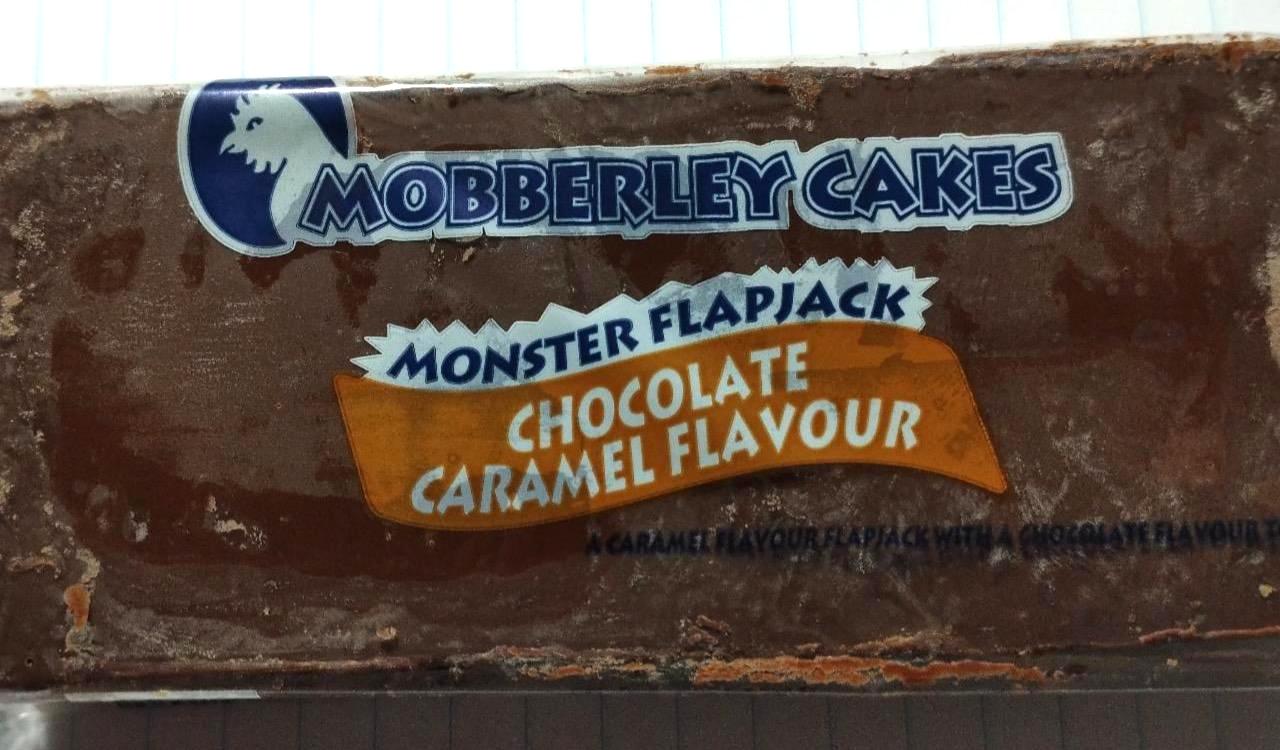 MOBBERLEY CAKES
MONSTER FLAPJACK
CHOCOLATE
CARAMEL FLAVOUR
A CARAMEL FLAVOUR FLAPJACK WITH A CHOCOLATE FLAVOUR